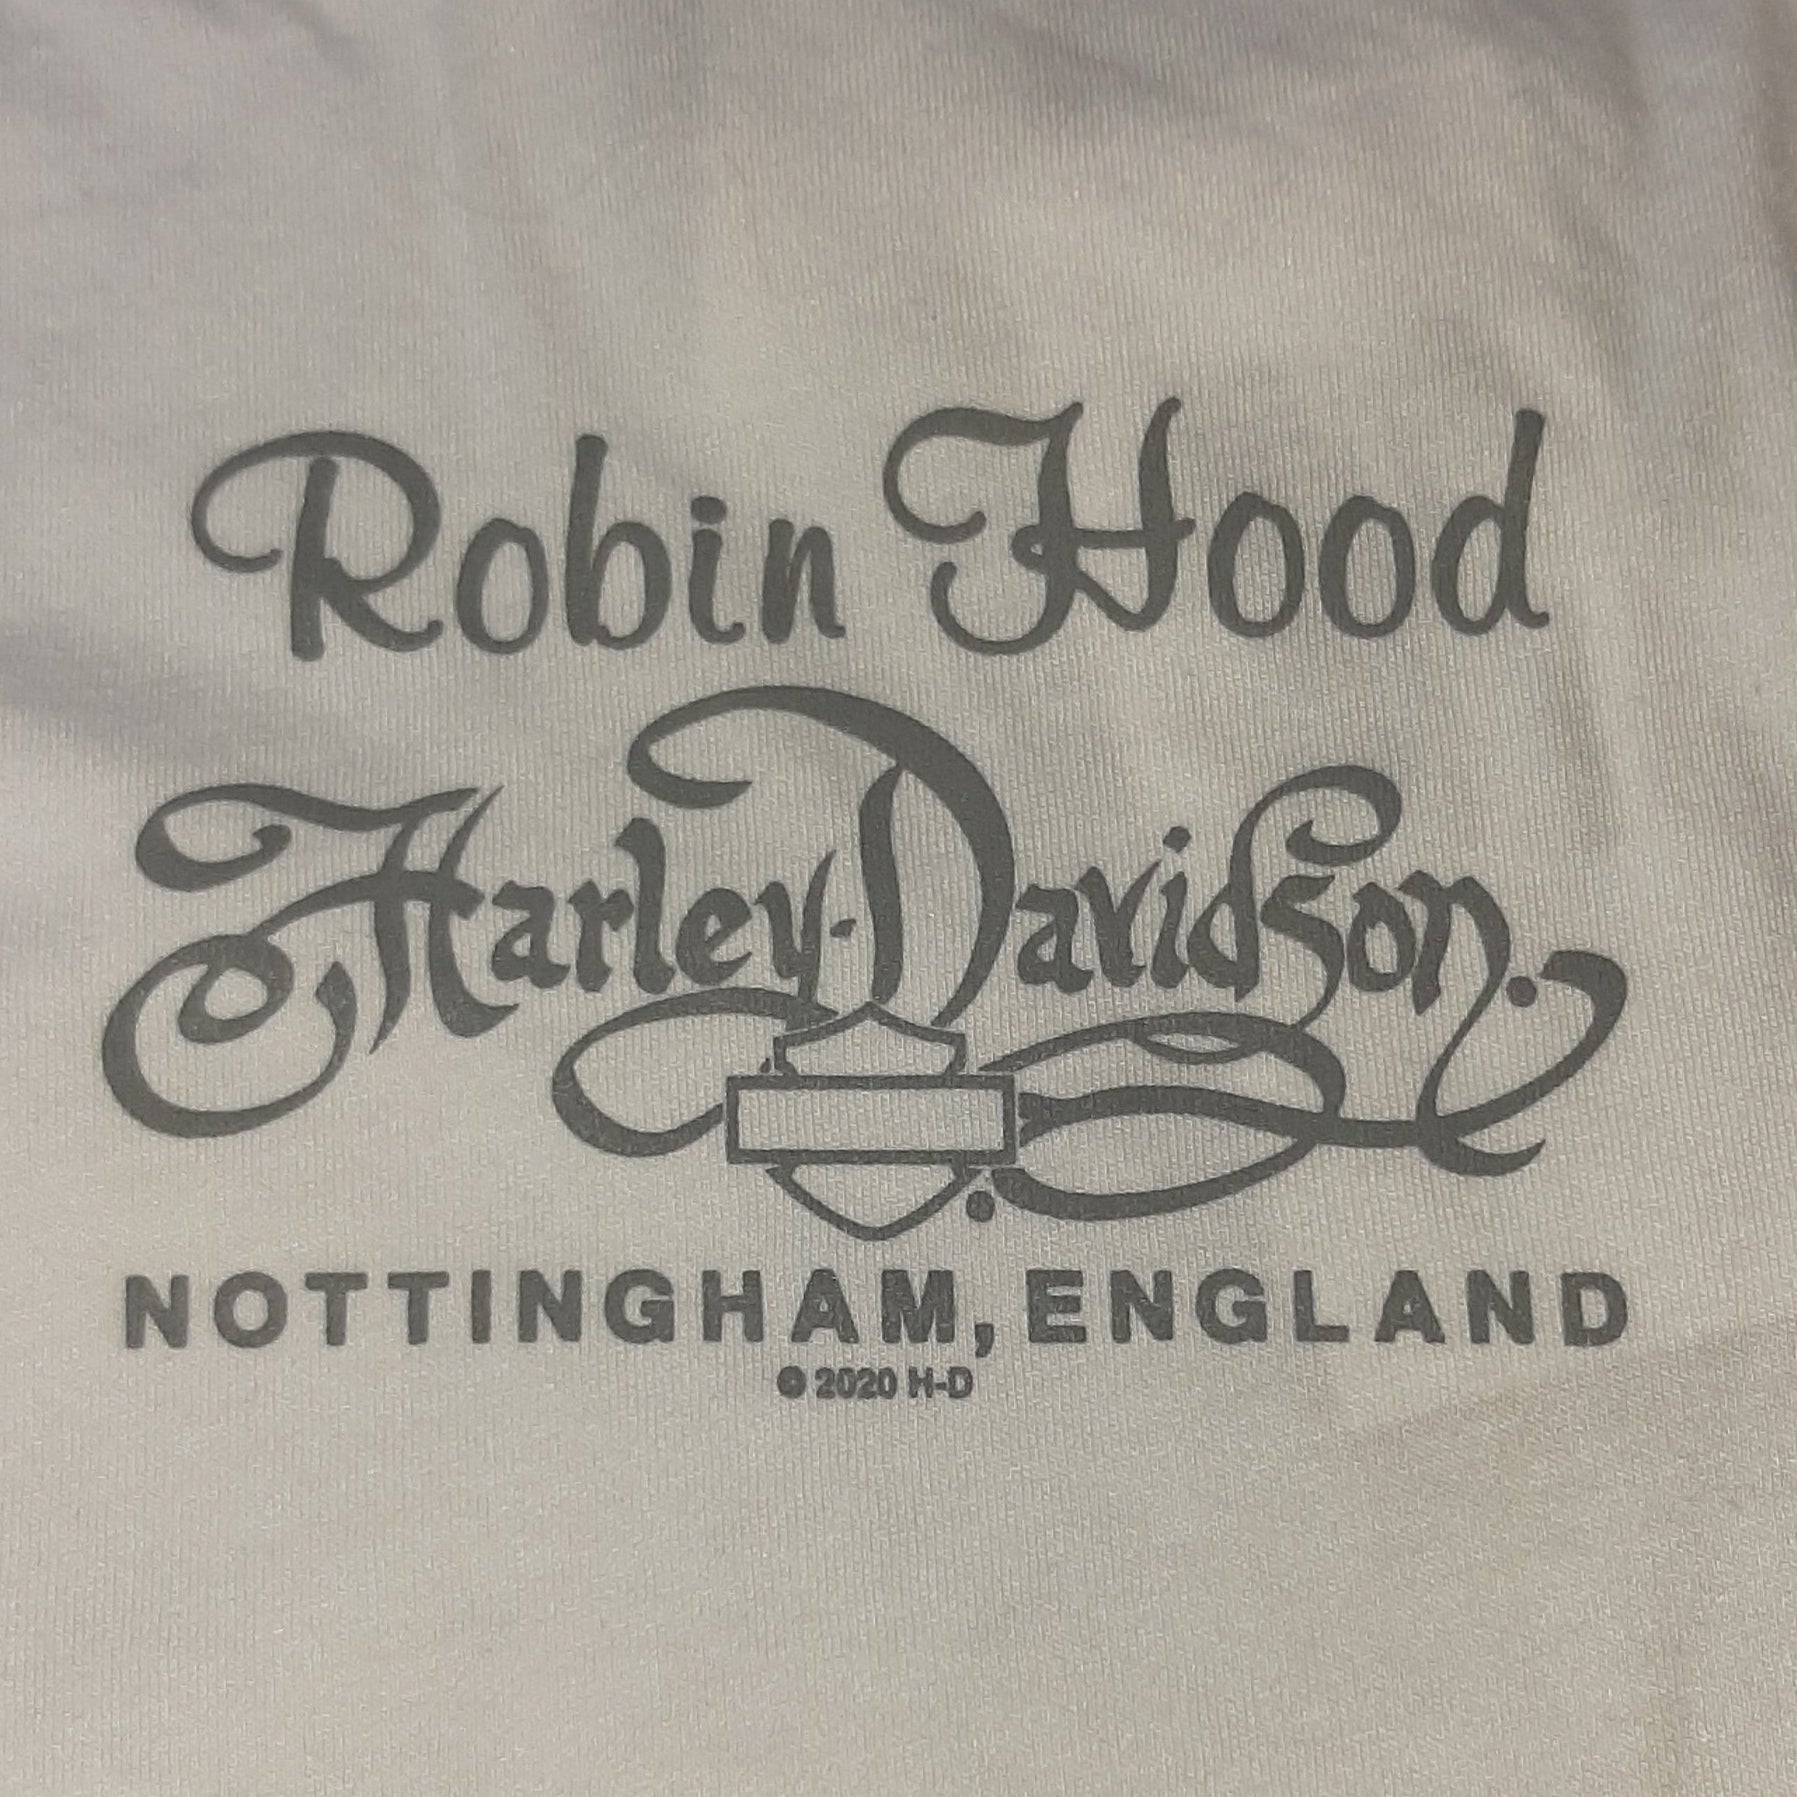 Robin Hood
Harley-Davidson.
NOTTINGHAM, ENGLAND
© 2020 H-D